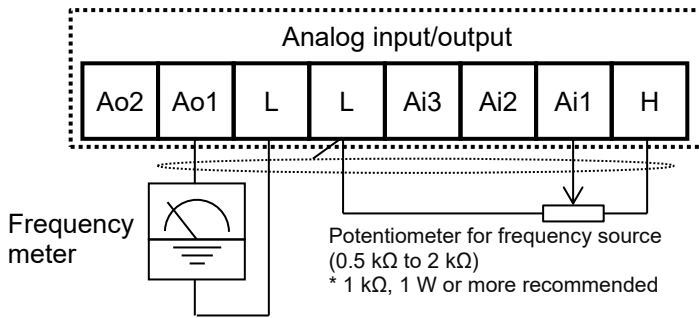 Analog input/output
Ao2 Ao1 L L Ai3 Ai2 Ai1 H
Frequency
meter
Potentiometer for frequency source
(0.5 kΩ to 2 kΩ)
* 1 kΩ, 1 W or more recommended